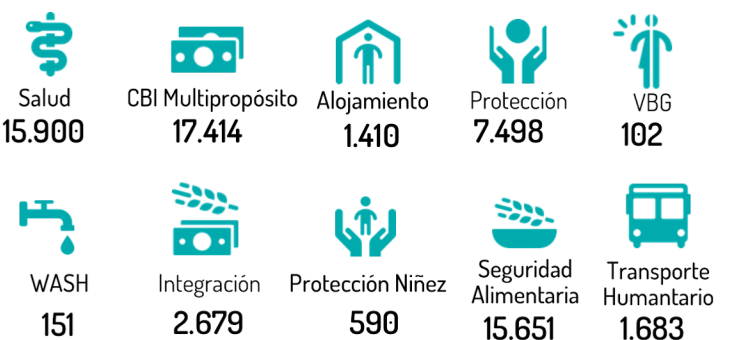 Salud
15.900
CBI Multipropósito
17.414
Alojamiento
1.410
Protección
7.498
VBG
102
WASH
151
Integración
2.679
Protección Niñez
590
Seguridad
Alimentaria
15.651
Transporte
Humantario
1.683